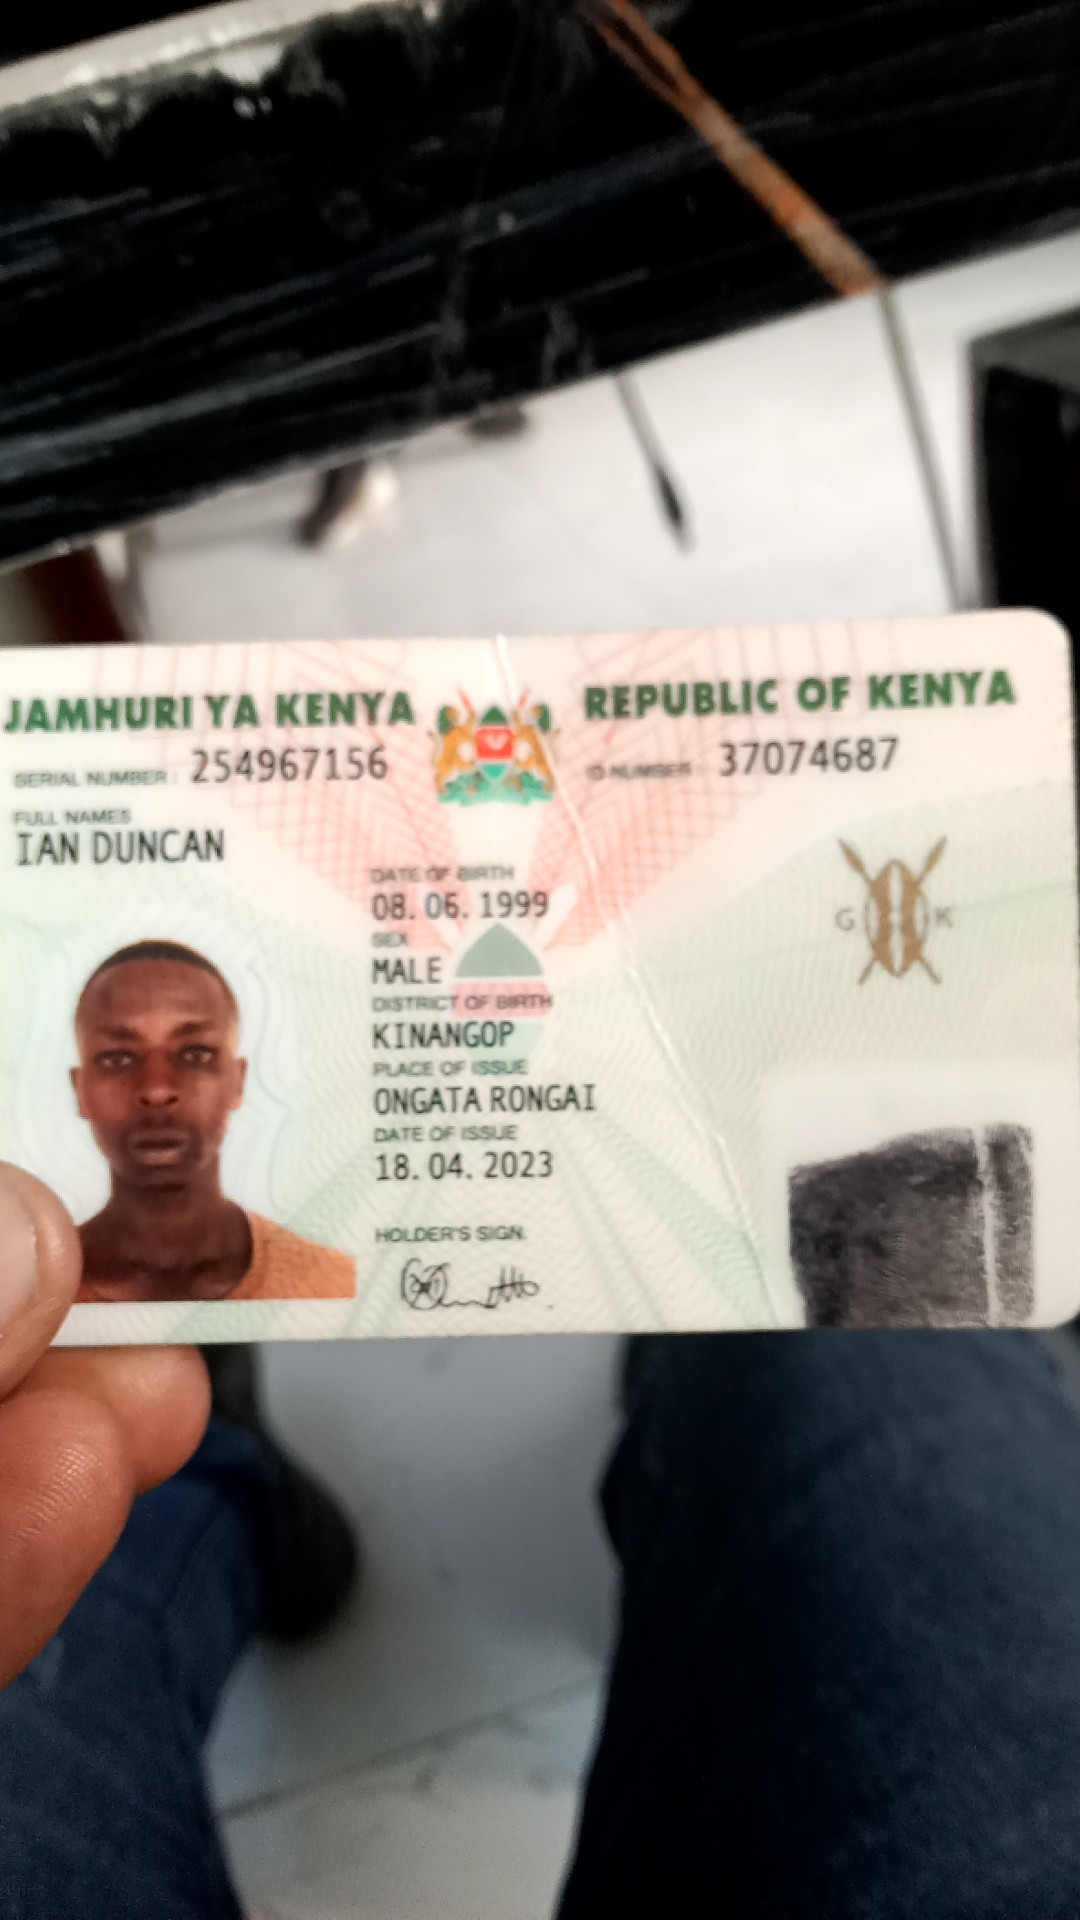 JAMHURI YA KENYA
REPUBLIC OF KENYA
SERIAL NUMBER : 254967156
ID NUMBER : 37074687
FULL NAMES
IAN DUNCAN
DATE OF BIRTH
08. 06. 1999
SEX
MALE
DISTRICT OF BIRTH
KINANGOP
PLACE OF ISSUE
ONGATA RONGAI
DATE OF ISSUE
18. 04. 2023
HOLDER'S SIGN.
G K